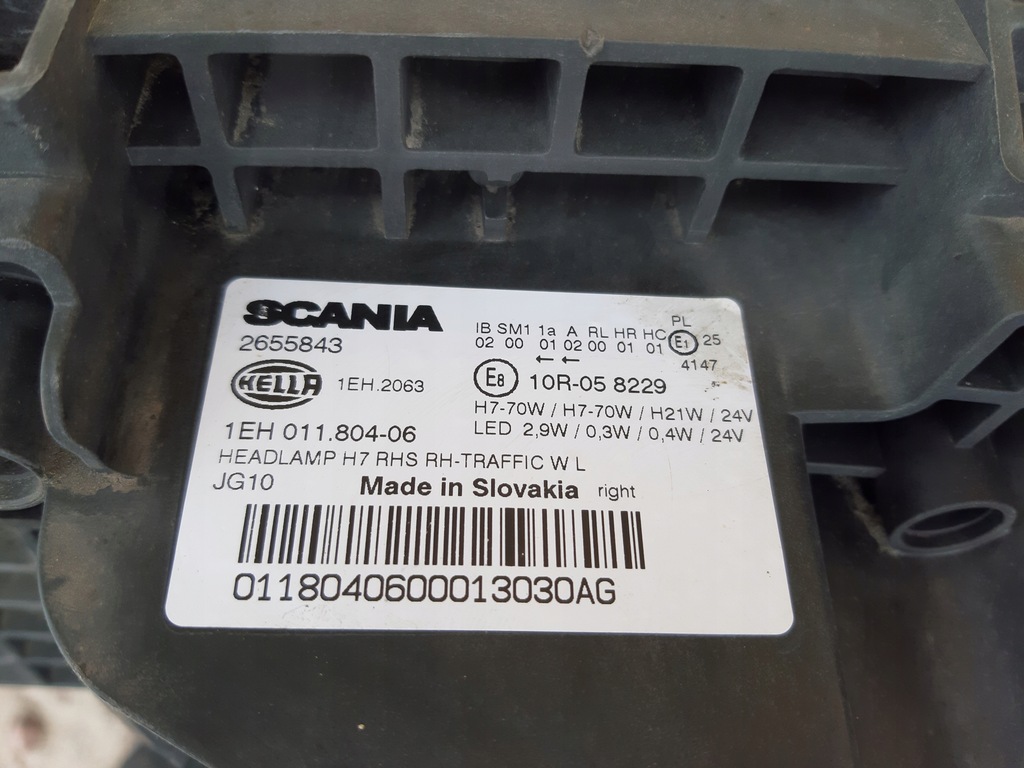 SCANIA
2655843
HELLA 1EH.2063
1EH 011.804-06
HEADLAMP H7 RHS RH-TRAFFIC W L
JG10 Made in Slovakia right
IB SM1 1a A RL HR HC PL
02 00 01 02 00 01 01 E1 25
←←
4147
E8 10R-05 8229
H7-70W / H7-70W / H21W / 24V
LED 2,9W / 0,3W / 0,4W / 24V
0118040600013030AG